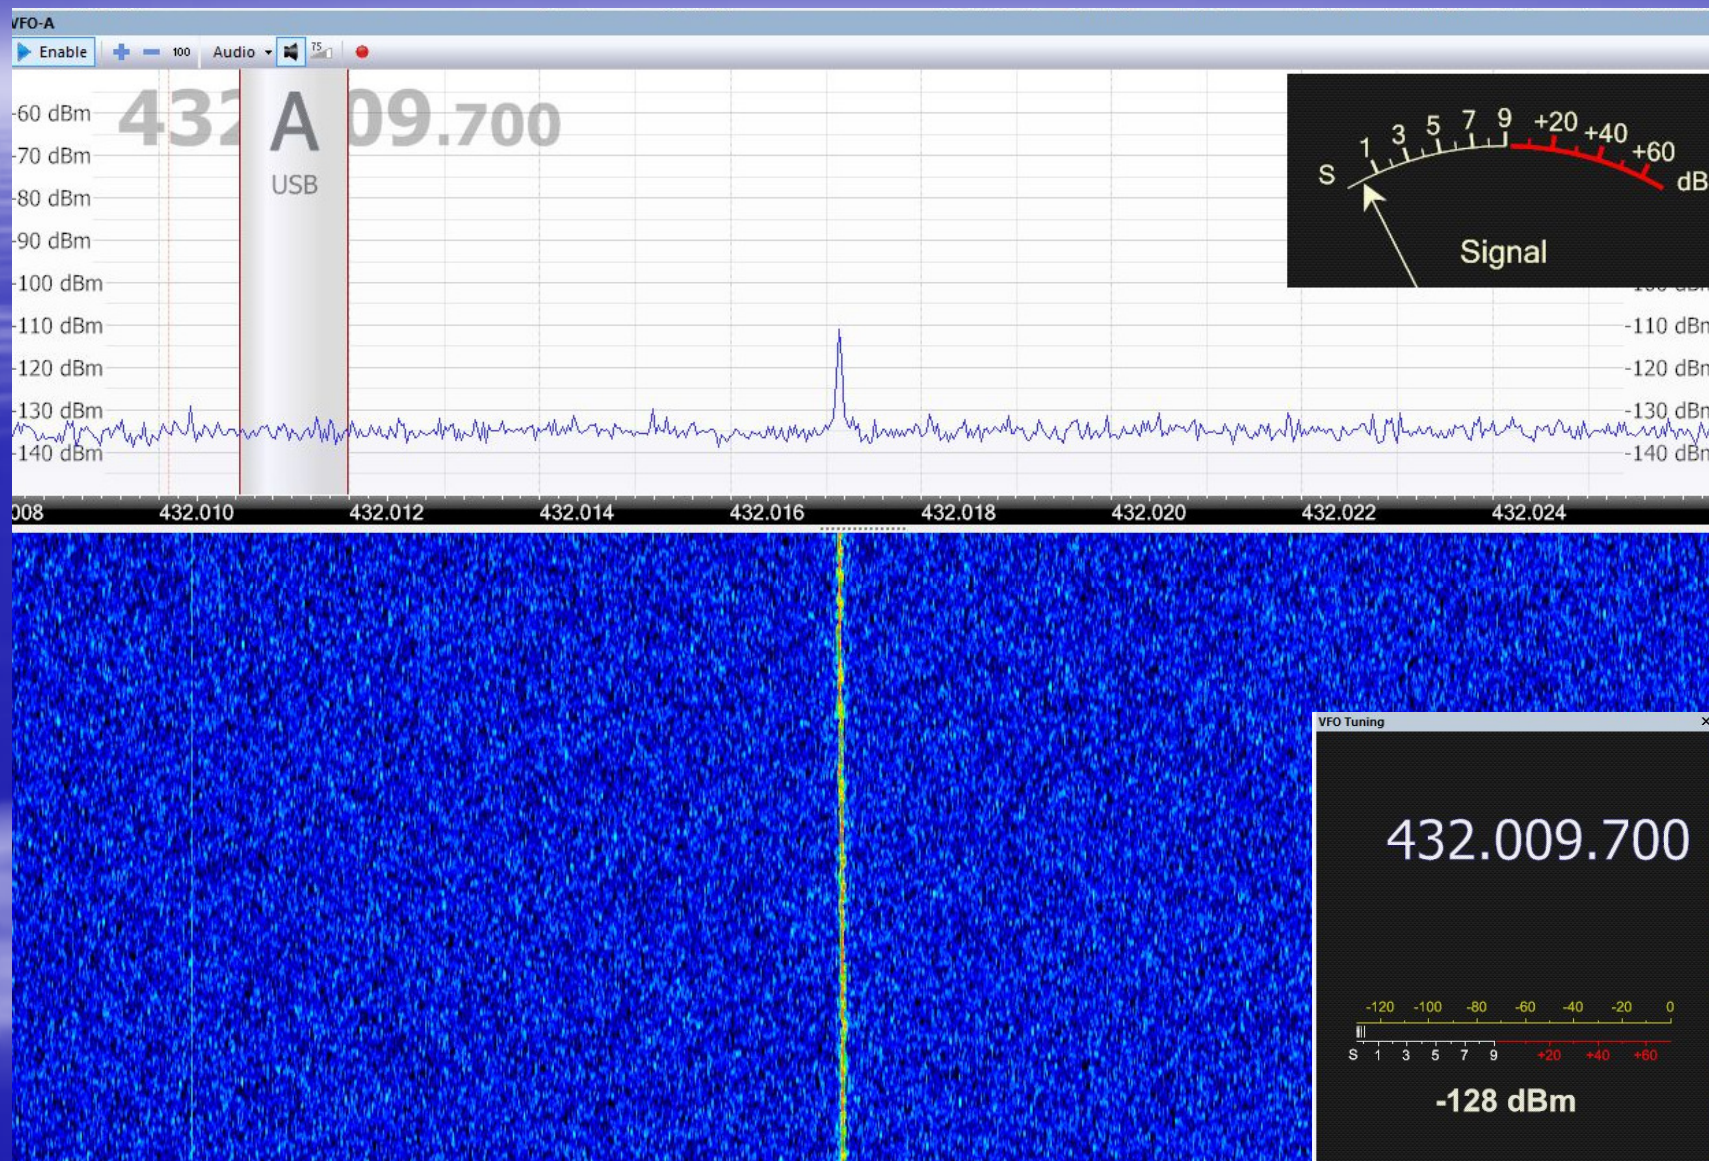 VFO-A
Enable 100 Audio 75
432.009.700
A
USB
-60 dBm
-70 dBm
-80 dBm
-90 dBm
-100 dBm
-110 dBm
-120 dBm
-130 dBm
-140 dBm
S 1 3 5 7 9 +20 +40 +60 dB
Signal
-110 dBm
-120 dBm
-130 dBm
-140 dBm
008 432.010 432.012 432.014 432.016 432.018 432.020 432.022 432.024
VFO Tuning
432.009.700
-120 -100 -80 -60 -40 -20 0
S 1 3 5 7 9 +20 +40 +60
-128 dBm